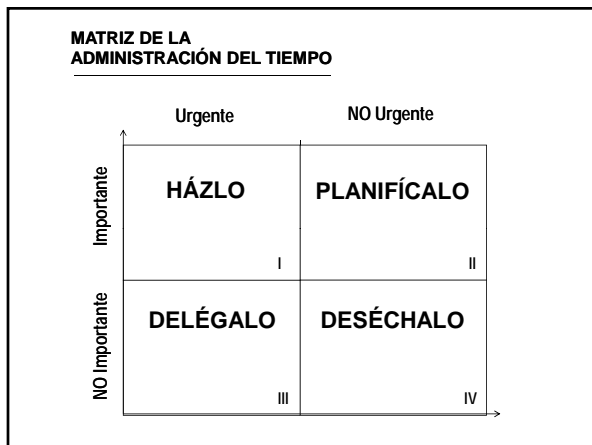 MATRIZ DE LA
ADMINISTRACIÓN DEL TIEMPO
Urgente
NO Urgente
Importante
HÁZLO
I
PLANIFÍCALO
II
NO Importante
DELÉGALO
III
DESÉCHALO
IV